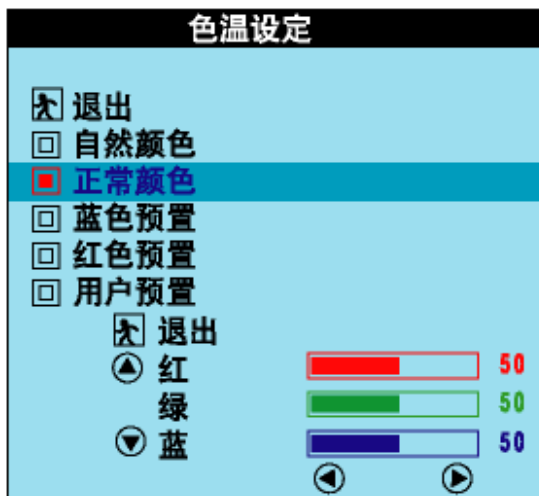 色温设定
退出
自然颜色
正常颜色
蓝色预置
红色预置
用户预置
退出
红 50
绿 50
蓝 50